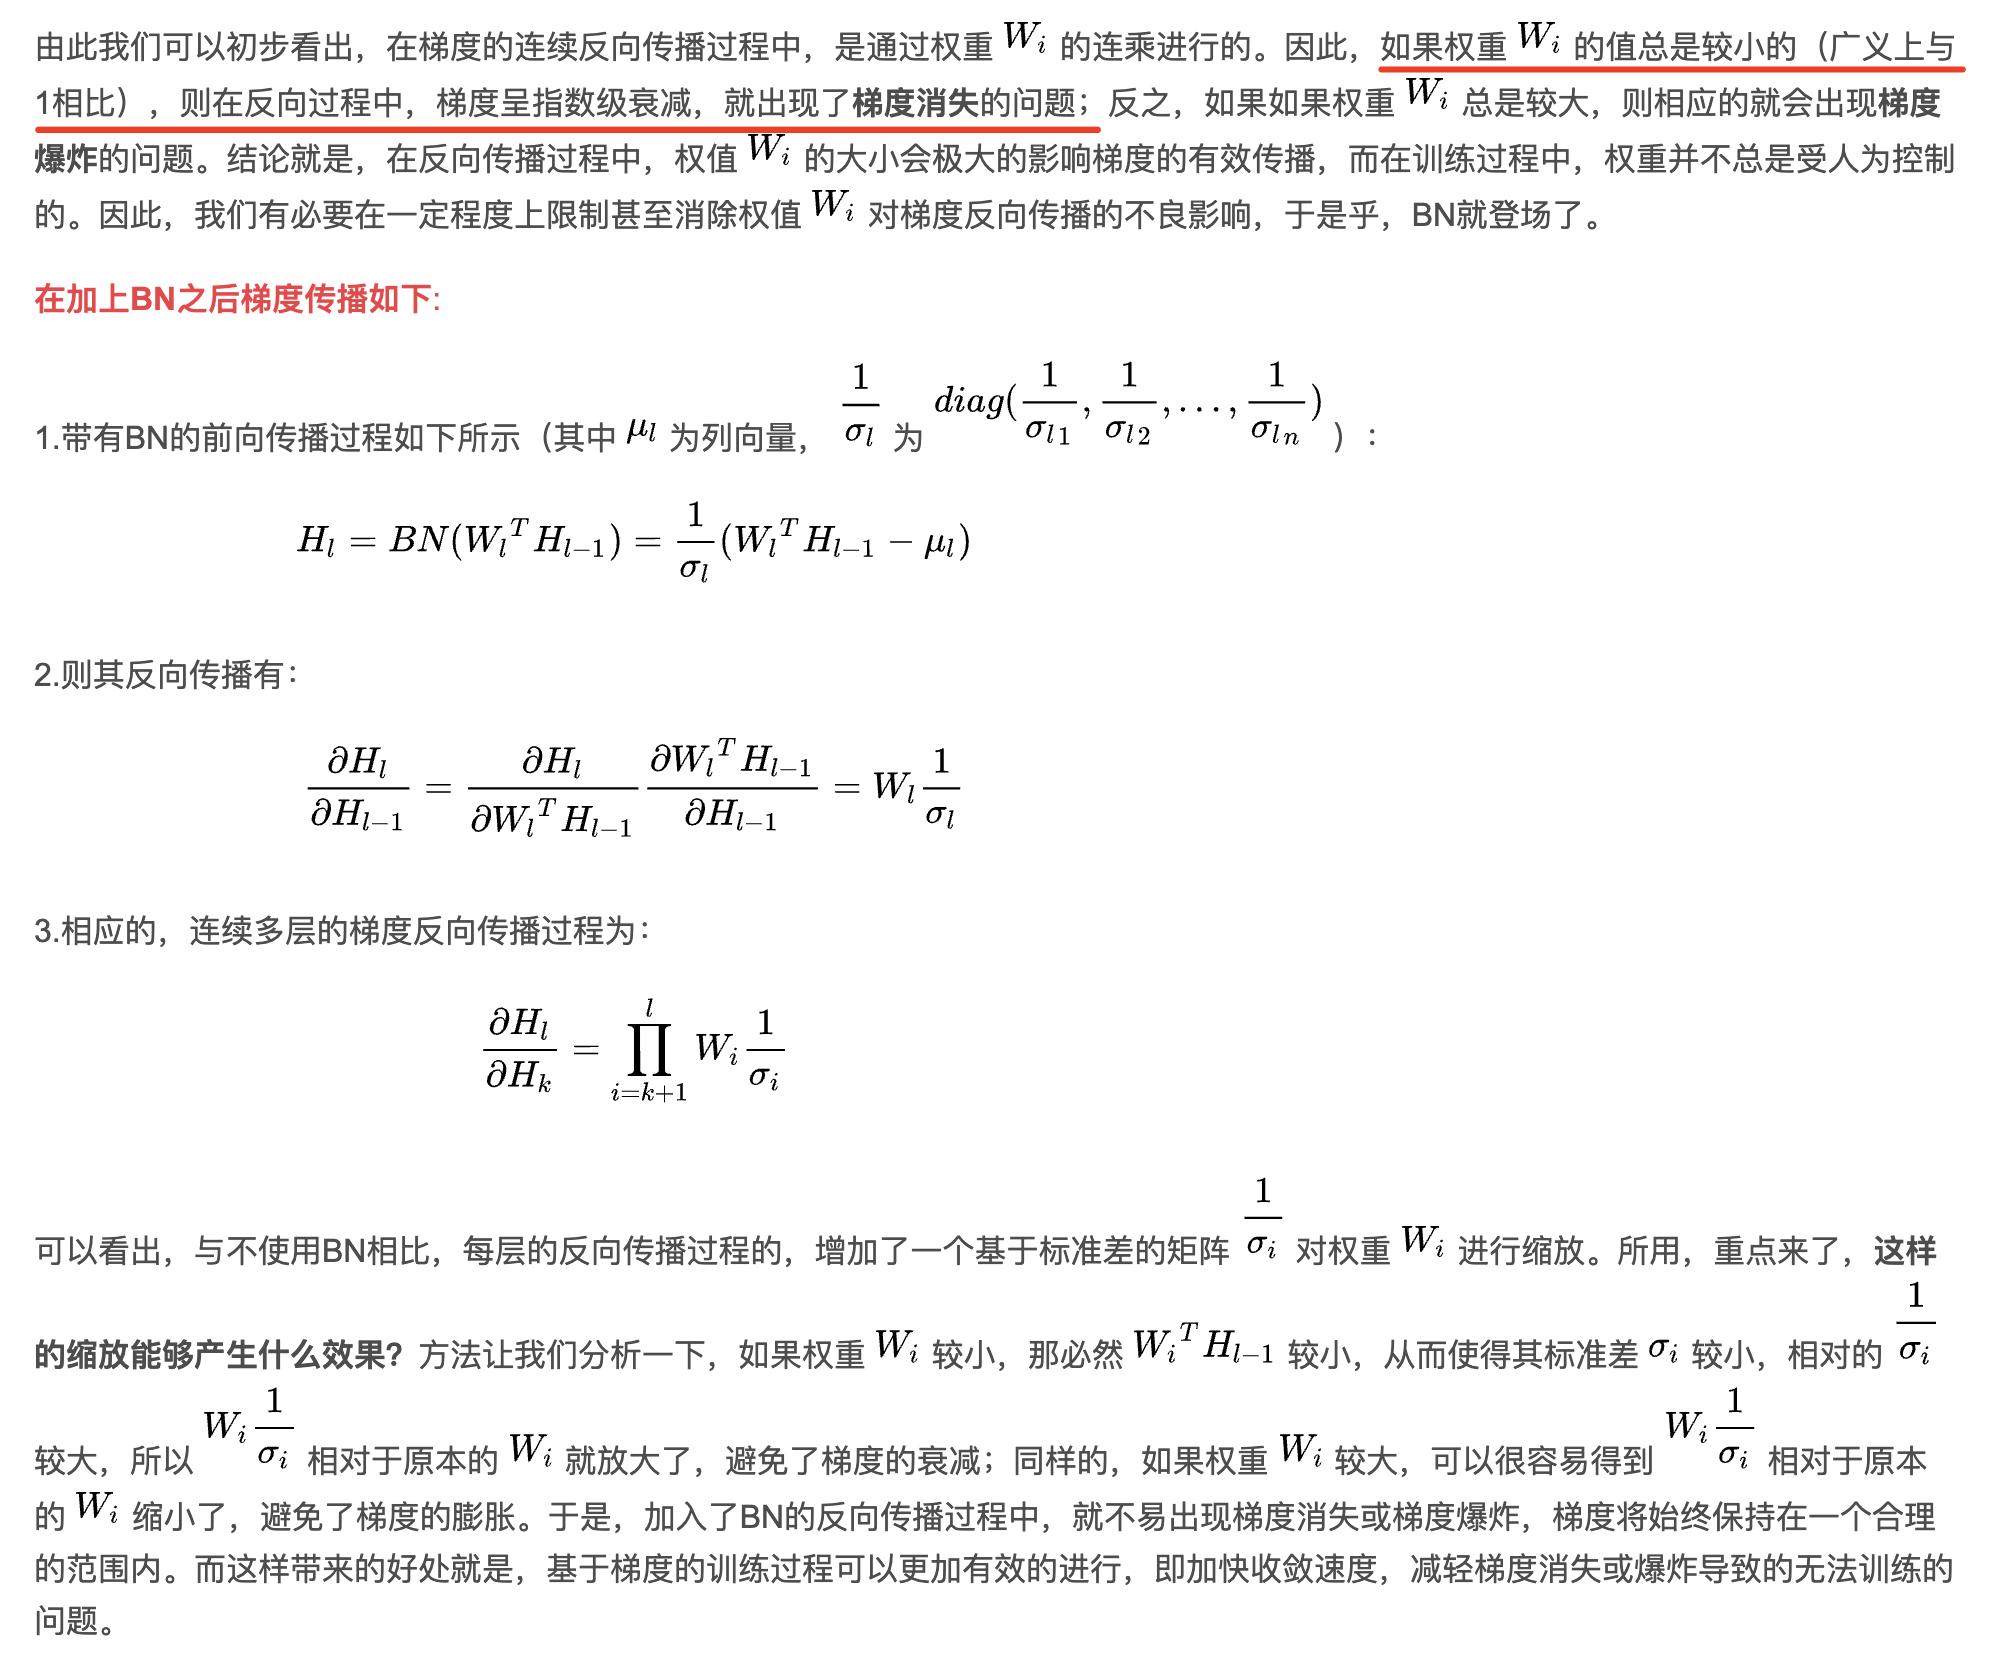 由此我们可以初步看出，在梯度的连续反向传播过程中，是通过权重 W_i 的连乘进行的。因此，如果权重 W_i 的值总是较小的（广义上与
1相比），则在反向过程中，梯度呈指数级衰减，就出现了梯度消失的问题；反之，如果如果权重 W_i 总是较大，则相应的就会出现梯度
爆炸的问题。结论就是，在反向传播过程中，权值 W_i 的大小会极大的影响梯度的有效传播，而在训练过程中，权重并不总是受人为控制
的。因此，我们有必要在一定程度上限制甚至消除权值 W_i 对梯度反向传播的不良影响，于是乎，BN就登场了。
在加上BN之后梯度传播如下:
1.带有BN的前向传播过程如下所示（其中 μ_l 为列向量， \frac{1}{σ_l} 为 diag(\frac{1}{σ_{l1}}, \frac{1}{σ_{l2}}, ..., \frac{1}{σ_{ln}}) ）：
H_l = BN(W_l^T H_{l-1}) = \frac{1}{σ_l}(W_l^T H_{l-1} - μ_l)
2.则其反向传播有：
\frac{∂H_l}{∂H_{l-1}} = \frac{∂H_l}{∂W_l^T H_{l-1}} \frac{∂W_l^T H_{l-1}}{∂H_{l-1}} = W_l \frac{1}{σ_l}
3.相应的，连续多层的梯度反向传播过程为：
\frac{∂H_l}{∂H_k} = \prod_{i=k+1}^{l} W_i \frac{1}{σ_i}
可以看出，与不使用BN相比，每层的反向传播过程的，增加了一个基于标准差的矩阵 \frac{1}{σ_i} 对权重 W_i 进行缩放。所用，重点来了，这样
的缩放能够产生什么效果？方法让我们分析一下，如果权重 W_i 较小，那必然 W_i^T H_{l-1} 较小，从而使得其标准差 σ_i 较小，相对的 \frac{1}{σ_i}
较大，所以 W_i \frac{1}{σ_i} 相对于原本的 W_i 就放大了，避免了梯度的衰减；同样的，如果权重 W_i 较大，可以很容易得到 W_i \frac{1}{σ_i} 相对于原本
的 W_i 缩小了，避免了梯度的膨胀。于是，加入了BN的反向传播过程中，就不易出现梯度消失或梯度爆炸，梯度将始终保持在一个合理
的范围内。而这样带来的好处就是，基于梯度的训练过程可以更加有效的进行，即加快收敛速度，减轻梯度消失或爆炸导致的无法训练的
问题。